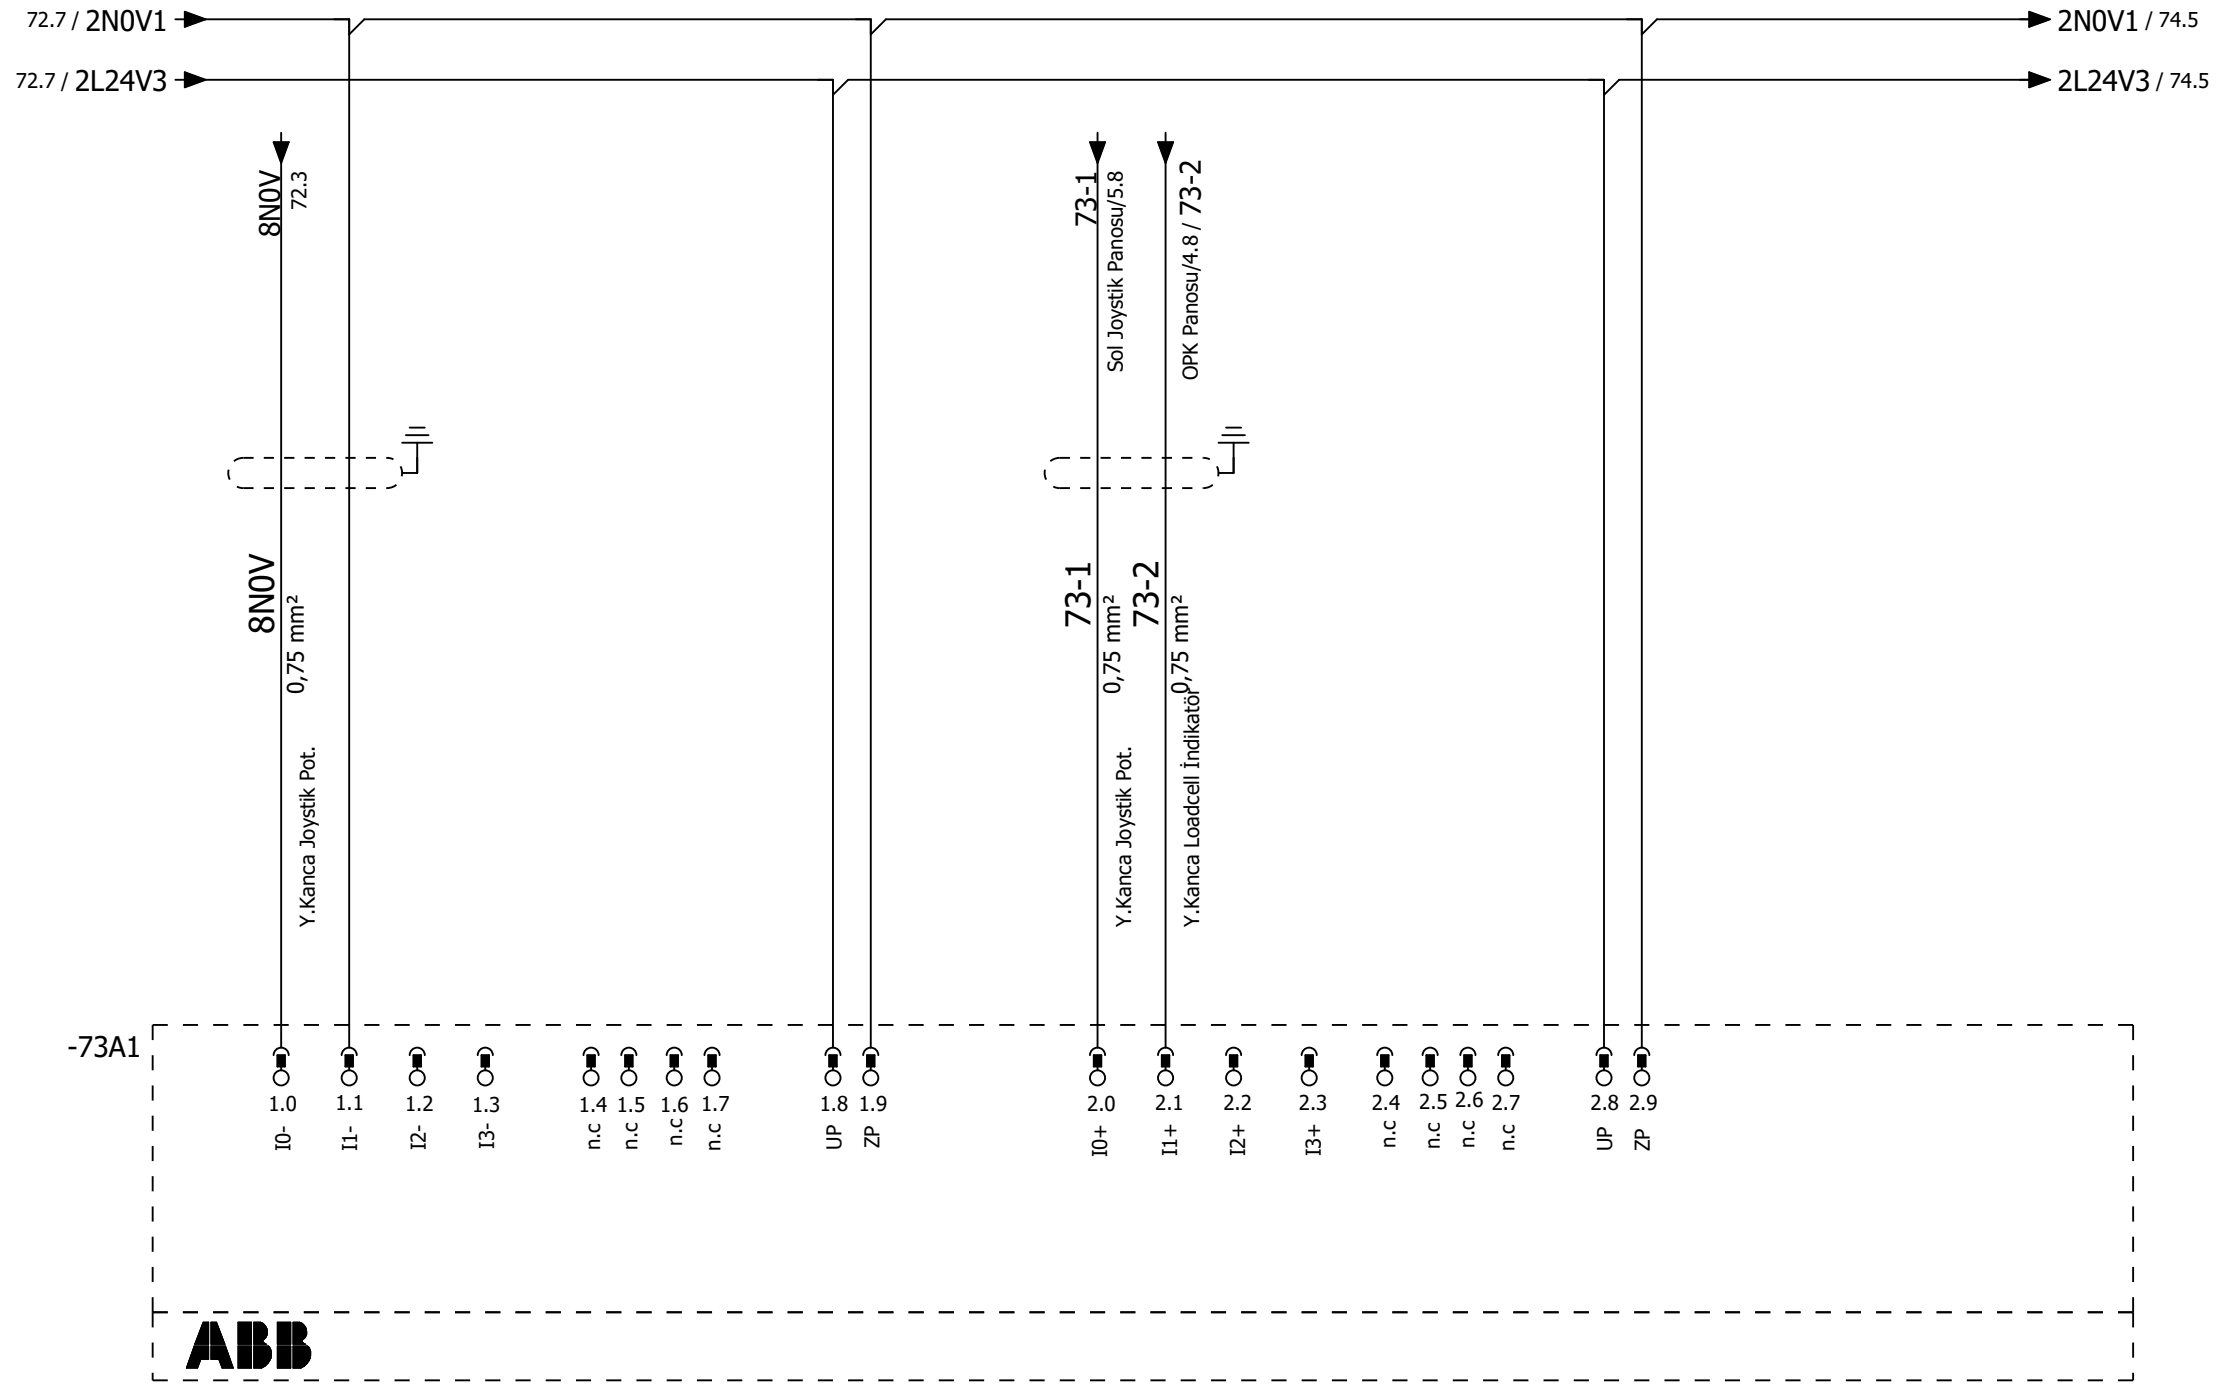 72.7 / 2N0V1
2N0V1 / 74.5
72.7 / 2L24V3
2L24V3 / 74.5
8N0V
72.3
73-1
Sol Joystik Panosu/5.8
OPK Panosu/4.8 / 73-2
8N0V
0,75 mm²
Y.Kanca Joystik Pot.
73-1
0,75 mm²
Y.Kanca Joystik Pot.
73-2
0,75 mm²
Y.Kanca Loadcell İndikatör
-73A1
1.0 1.1 1.2 1.3 1.4 1.5 1.6 1.7 1.8 1.9 2.0 2.1 2.2 2.3 2.4 2.5 2.6 2.7 2.8 2.9
I0- I1- I2- I3- n.c n.c n.c n.c UP ZP I0+ I1+ I2+ I3+ n.c n.c n.c n.c UP ZP
ABB